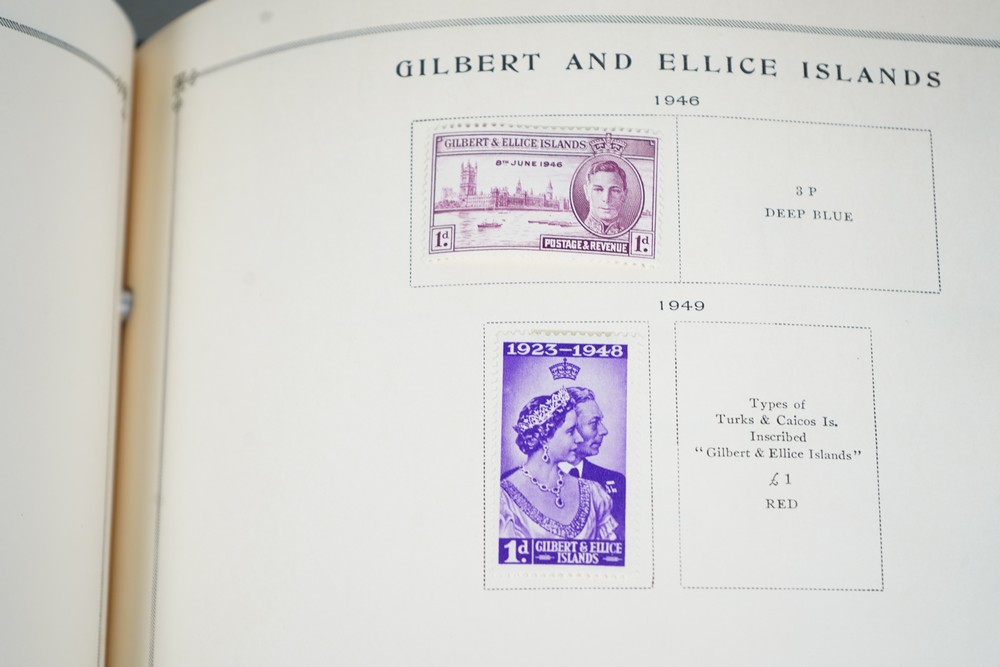 GILBERT AND ELLICE ISLANDS
1946
GILBERT & ELLICE ISLANDS
8TH JUNE 1946
1d.
POSTAGE & REVENUE
1d.
3 P
DEEP BLUE
1949
1923–1948
1d.
GILBERT & ELLICE
ISLANDS
Types of
Turks & Caicos Is.
Inscribed
"Gilbert & Ellice Islands"
£ 1
RED